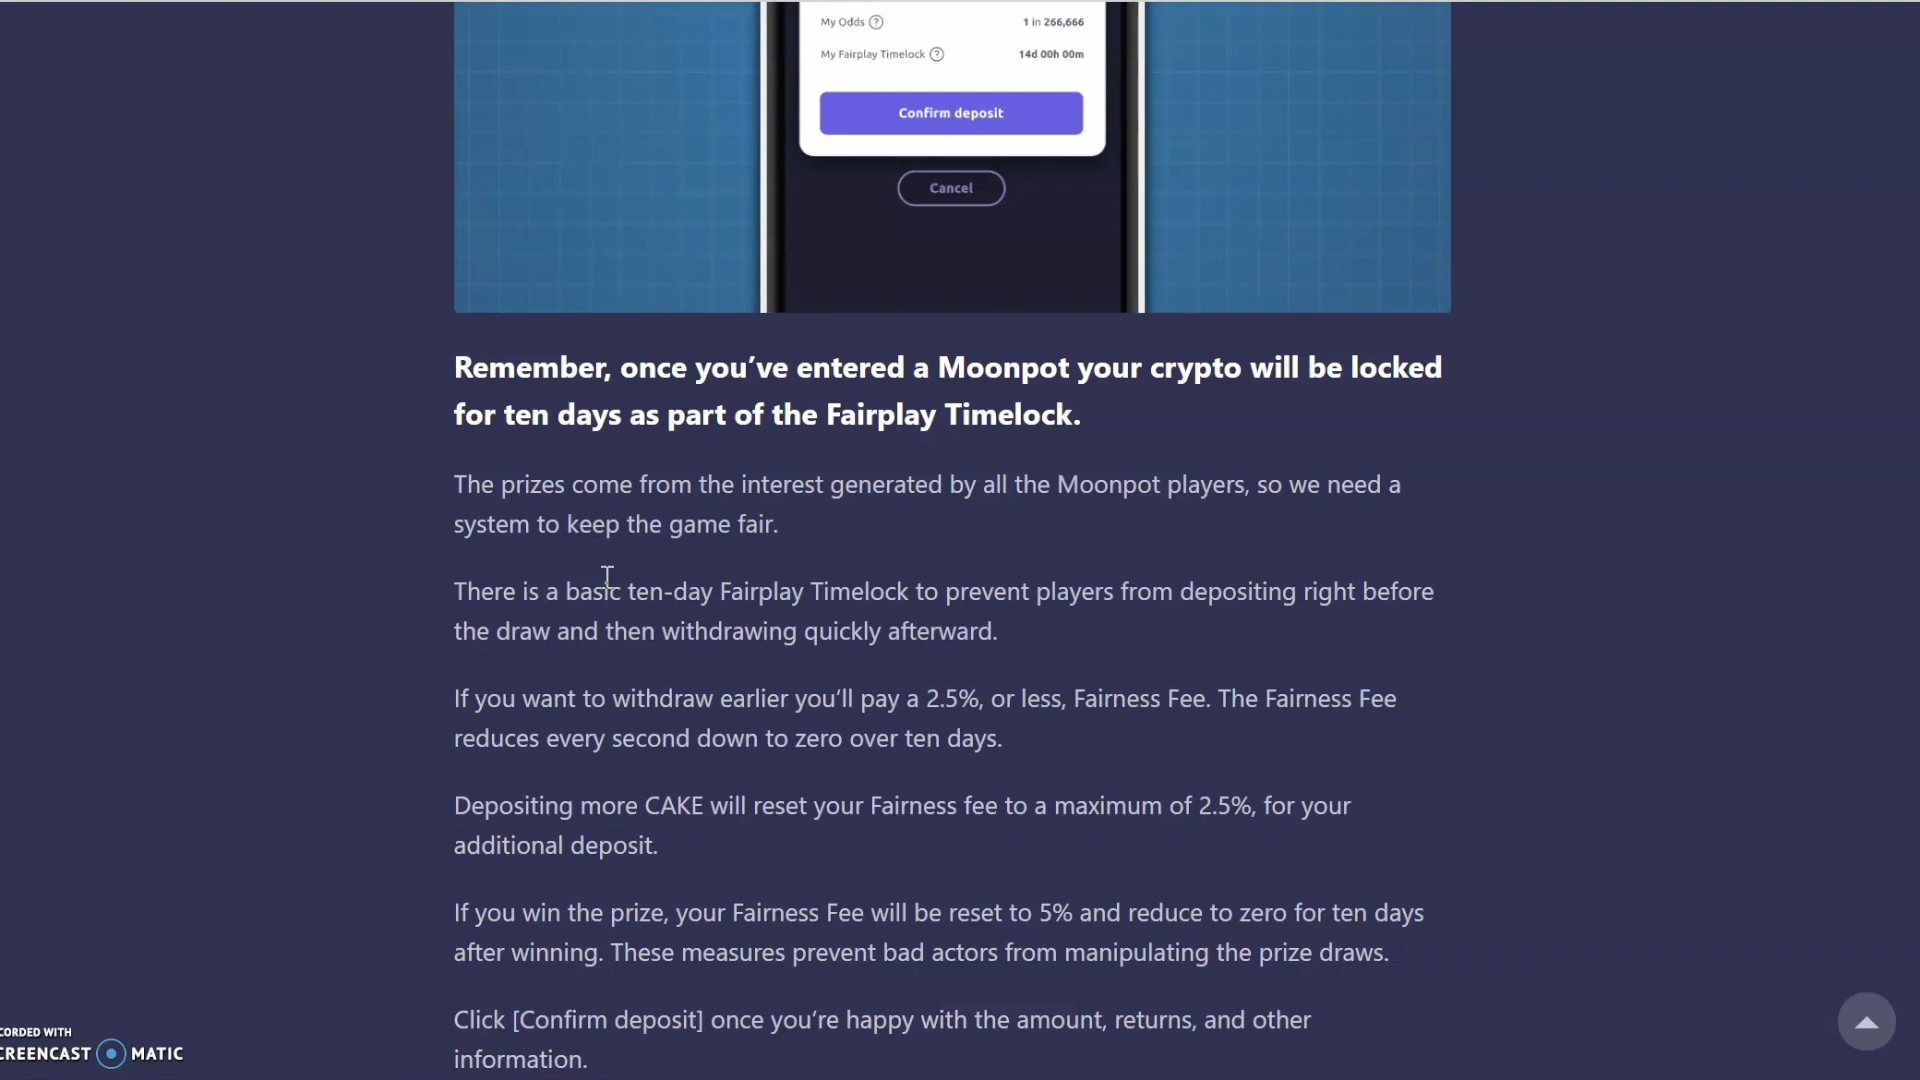 My Odds ? 1 in 266,666
My Fairplay Timelock ? 14d 00h 00m
Confirm deposit
Cancel
Remember, once you’ve entered a Moonpot your crypto will be locked
for ten days as part of the Fairplay Timelock.
The prizes come from the interest generated by all the Moonpot players, so we need a
system to keep the game fair.
There is a basic ten-day Fairplay Timelock to prevent players from depositing right before
the draw and then withdrawing quickly afterward.
If you want to withdraw earlier you’ll pay a 2.5%, or less, Fairness Fee. The Fairness Fee
reduces every second down to zero over ten days.
Depositing more CAKE will reset your Fairness fee to a maximum of 2.5%, for your
additional deposit.
If you win the prize, your Fairness Fee will be reset to 5% and reduce to zero for ten days
after winning. These measures prevent bad actors from manipulating the prize draws.
Click [Confirm deposit] once you’re happy with the amount, returns, and other
information.
CORDED WITH
CREENCAST MATIC